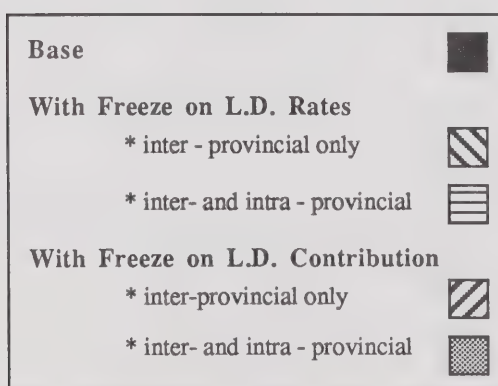 Base
With Freeze on L.D. Rates
* inter - provincial only
* inter- and intra - provincial
With Freeze on L.D. Contribution
* inter-provincial only
* inter- and intra - provincial